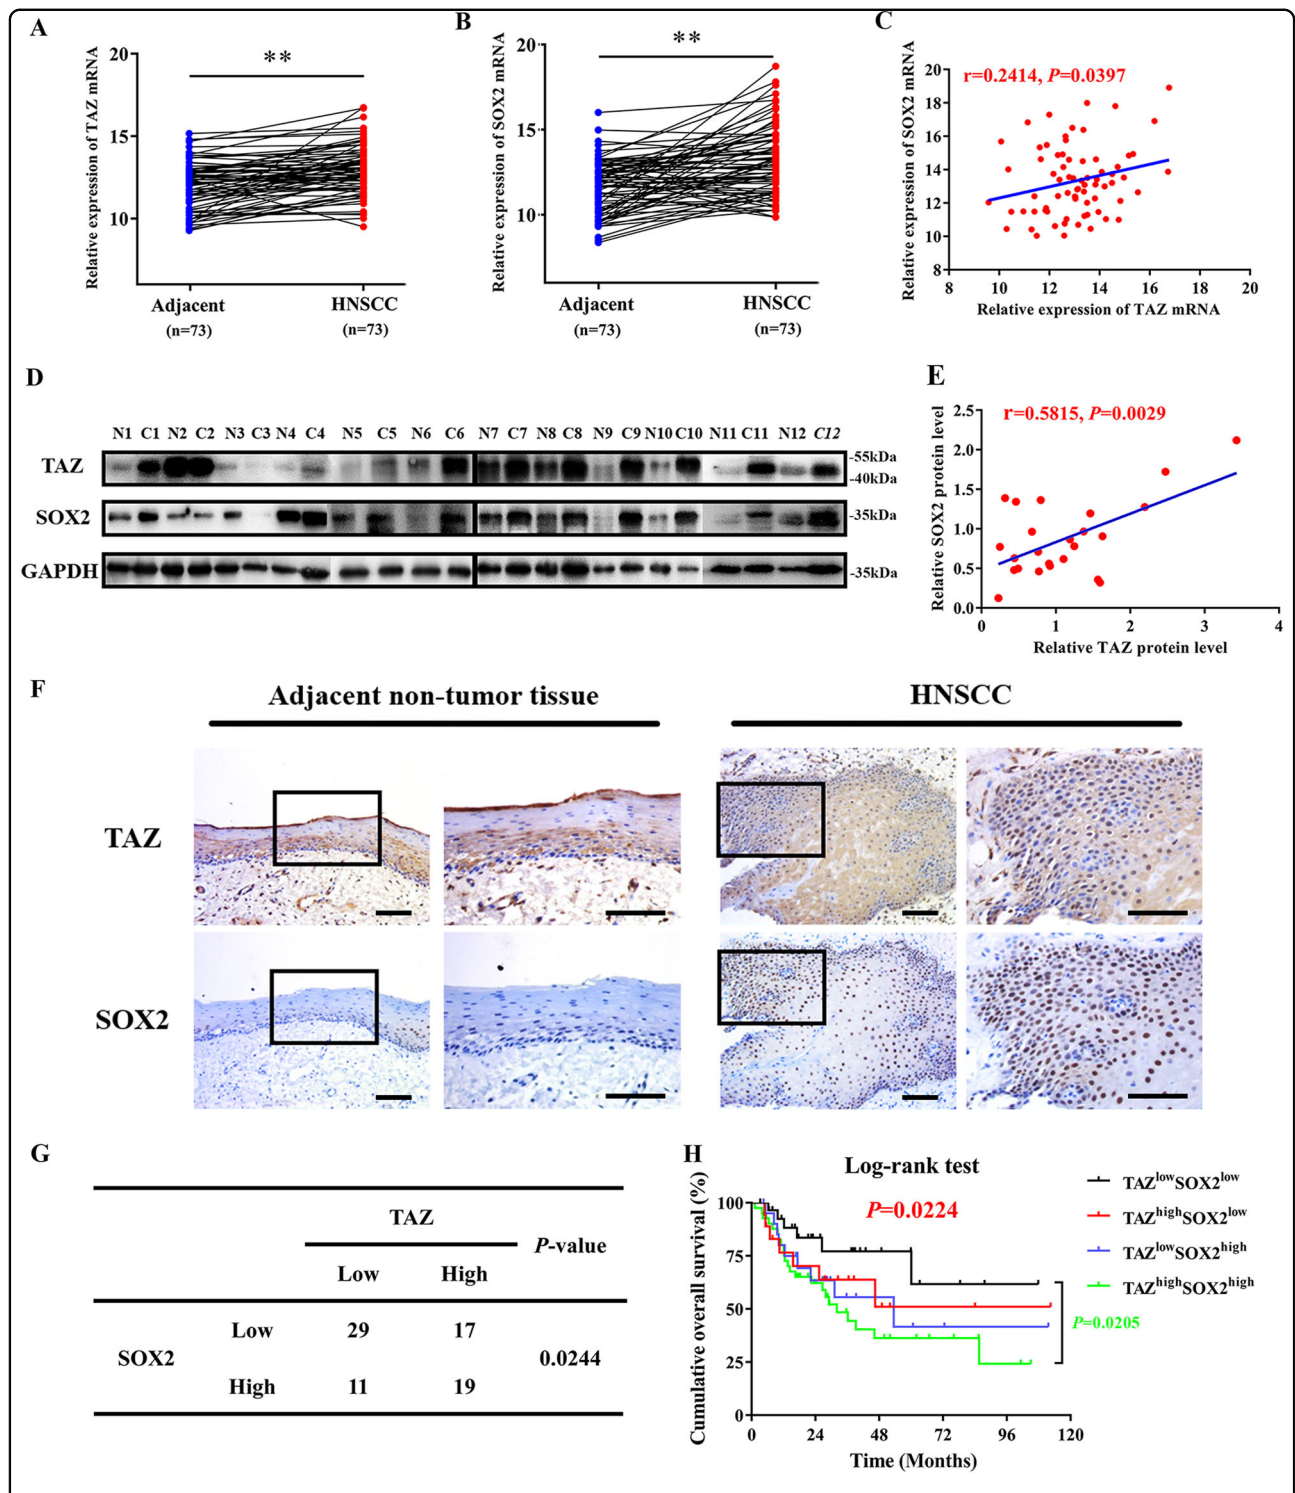 A
Relative expression of TAZ mRNA
20
15
10
**
Adjacent
(n=73)
HNSCC
(n=73)
B
Relative expression of SOX2 mRNA
20
15
10
**
Adjacent
(n=73)
HNSCC
(n=73)
C
Relative expression of SOX2 mRNA
r=0.2414, P=0.0397
20
18
16
14
12
10
8
8 10 12 14 16 18 20
Relative expression of TAZ mRNA
D
N1 C1 N2 C2 N3 C3 N4 C4 N5 C5 N6 C6 N7 C7 N8 C8 N9 C9 N10 C10 N11 C11 N12 C12
TAZ
-55kDa
-40kDa
SOX2
-35kDa
GAPDH
-35kDa
E
Relative SOX2 protein level
r=0.5815, P=0.0029
2.5
2.0
1.5
1.0
0.5
0.0
0 1 2 3 4
Relative TAZ protein level
F
Adjacent non-tumor tissue
HNSCC
TAZ
SOX2
G
TAZ
P-value
Low High
SOX2
Low 29 17
0.0244
High 11 19
H
Log-rank test
P=0.0224
Cumulative overall survival (%)
100
75
50
25
0
0 24 48 72 96 120
Time (Months)
TAZlowSOX2low
TAZhighSOX2low
TAZlowSOX2high
TAZhighSOX2high
P=0.0205